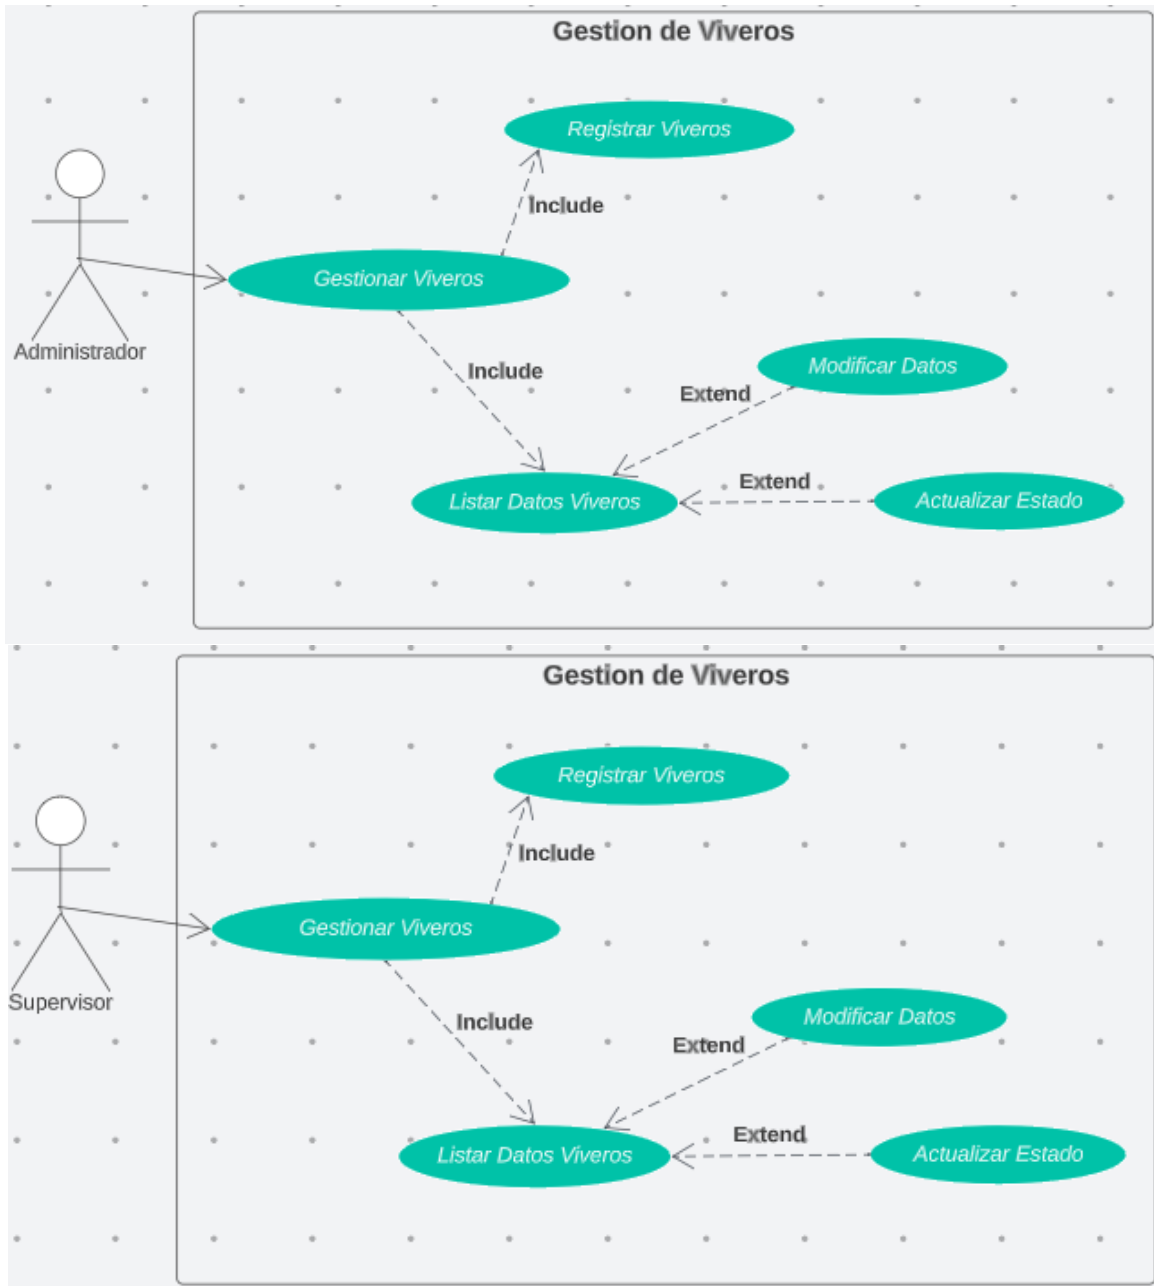 Gestion de Viveros
Registrar Viveros
Include
Gestionar Viveros
Administrador
Include
Modificar Datos
Extend
Extend
Listar Datos Viveros
Actualizar Estado
Gestion de Viveros
Registrar Viveros
Include
Gestionar Viveros
Supervisor
Include
Modificar Datos
Extend
Extend
Listar Datos Viveros
Actualizar Estado